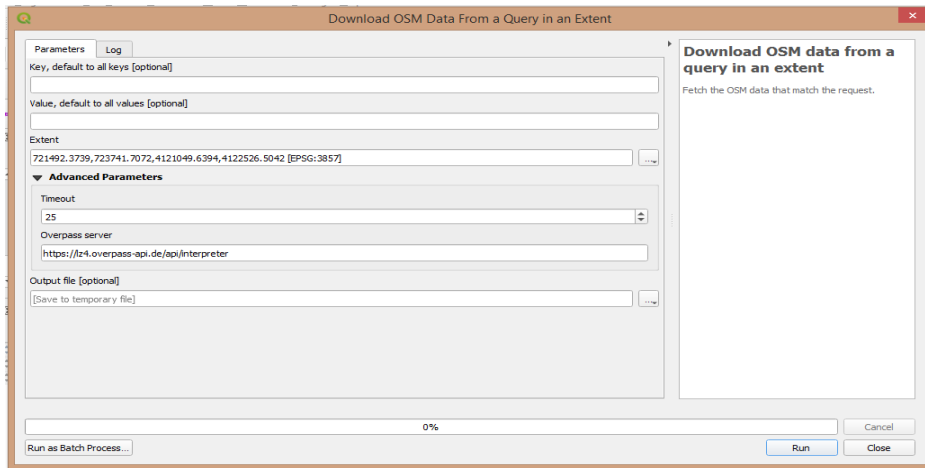 Download OSM Data From a Query in an Extent
Parameters
Log
Key, default to all keys [optional]
Value, default to all values [optional]
Extent
721492.3739,723741.7072,4121049.6394,4122526.5042 [EPSG:3857]
...
Advanced Parameters
Timeout
25
Overpass server
https://lz4.overpass-api.de/api/interpreter
Output file [optional]
[Save to temporary file]
...
Download OSM data from a
query in an extent
Fetch the OSM data that match the request.
0%
Cancel
Run as Batch Process...
Run
Close